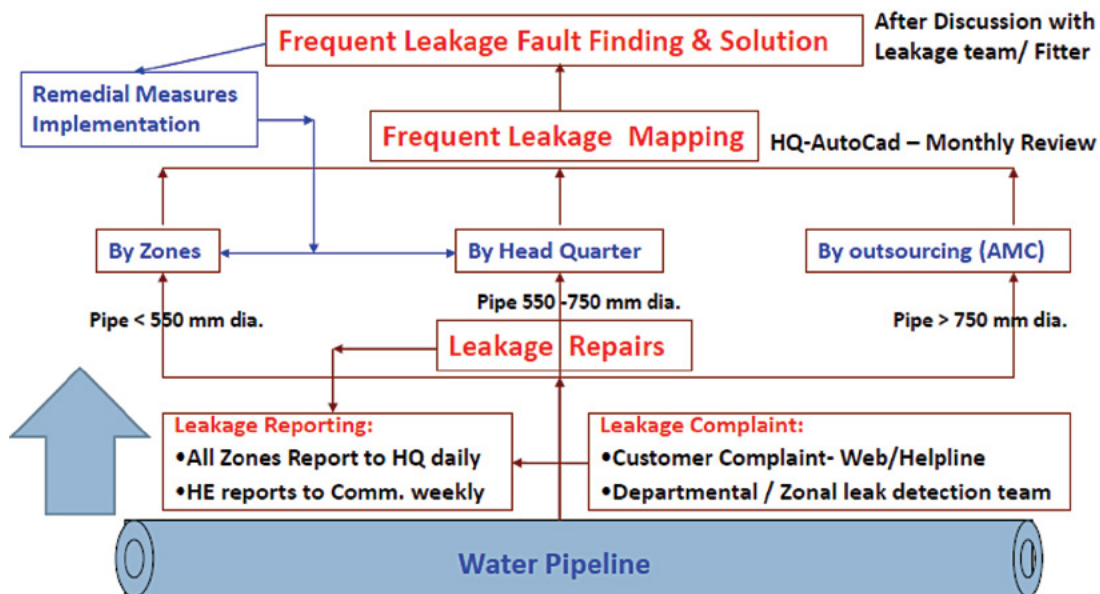 Frequent Leakage Fault Finding & Solution
After Discussion with
Leakage team/ Fitter
Remedial Measures
Implementation
Frequent Leakage Mapping
HQ-AutoCad – Monthly Review
By Zones
By Head Quarter
By outsourcing (AMC)
Pipe < 550 mm dia.
Pipe 550 -750 mm dia.
Pipe > 750 mm dia.
Leakage Repairs
Leakage Reporting:
•All Zones Report to HQ daily
•HE reports to Comm. weekly
Leakage Complaint:
•Customer Complaint- Web/Helpline
•Departmental / Zonal leak detection team
Water Pipeline